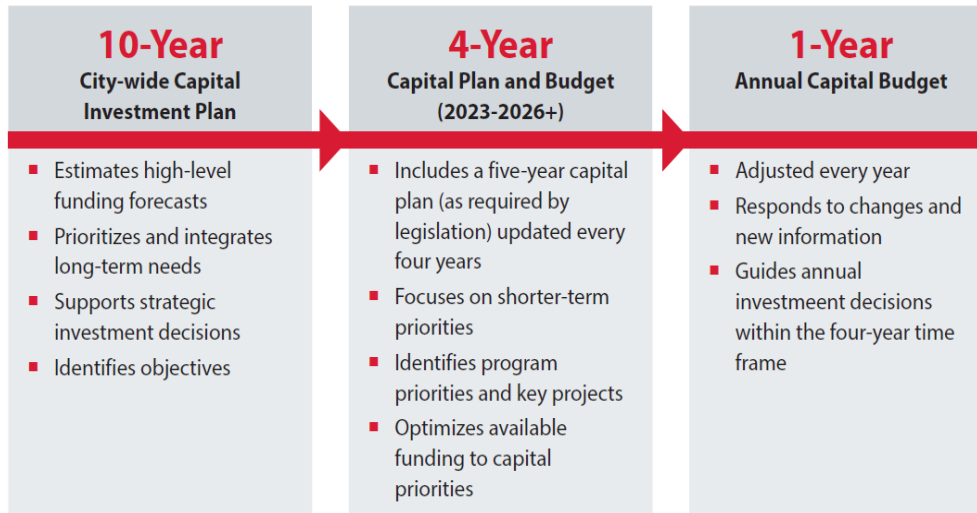 10-Year
City-wide Capital
Investment Plan
■ Estimates high-level
funding forecasts
■ Prioritizes and integrates
long-term needs
■ Supports strategic
investment decisions
■ Identifies objectives
4-Year
Capital Plan and Budget
(2023-2026+)
■ Includes a five-year capital
plan (as required by
legislation) updated every
four years
■ Focuses on shorter-term
priorities
■ Identifies program
priorities and key projects
■ Optimizes available
funding to capital
priorities
1-Year
Annual Capital Budget
■ Adjusted every year
■ Responds to changes and
new information
■ Guides annual
investmeent decisions
within the four-year time
frame